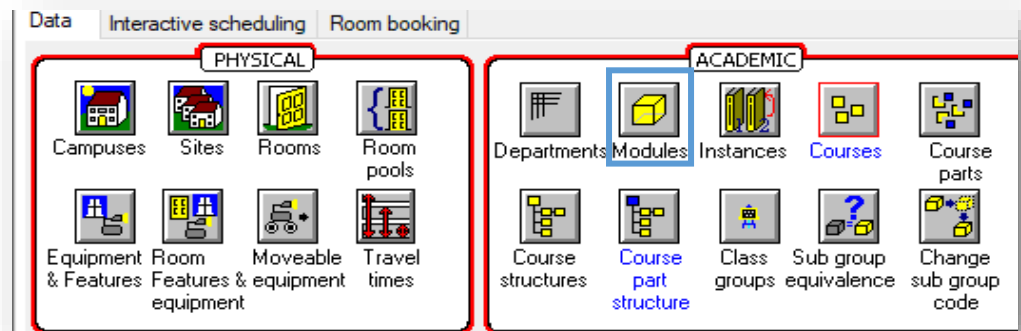 Data Interactive scheduling Room booking
PHYSICAL
Campuses Sites Rooms Room pools
Equipment & Features Room Features & equipment Moveable equipment Travel times
ACADEMIC
Departments Modules Instances Courses Course parts
Course structures Course part structure Class groups Sub group equivalence Change sub group code